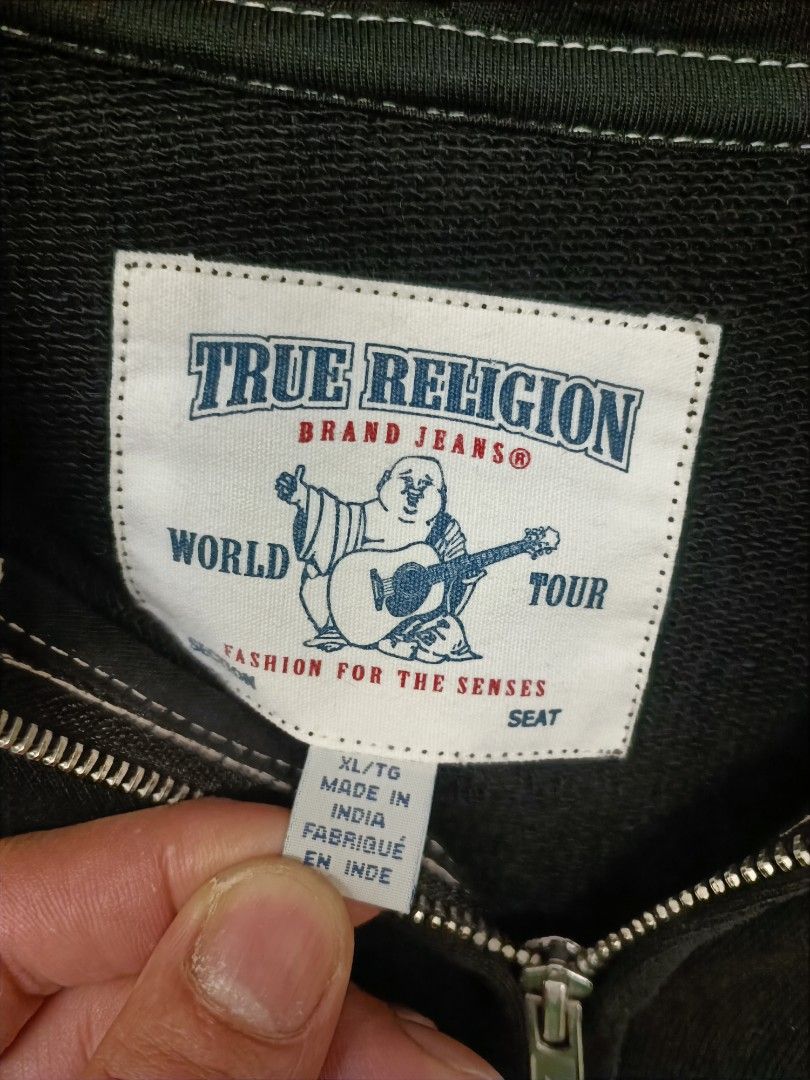 TRUE RELIGION
BRAND JEANS®
WORLD TOUR
SECTION
FASHION FOR THE SENSES
SEAT
XL/TG
MADE IN
INDIA
FABRIQUÉ
EN INDE